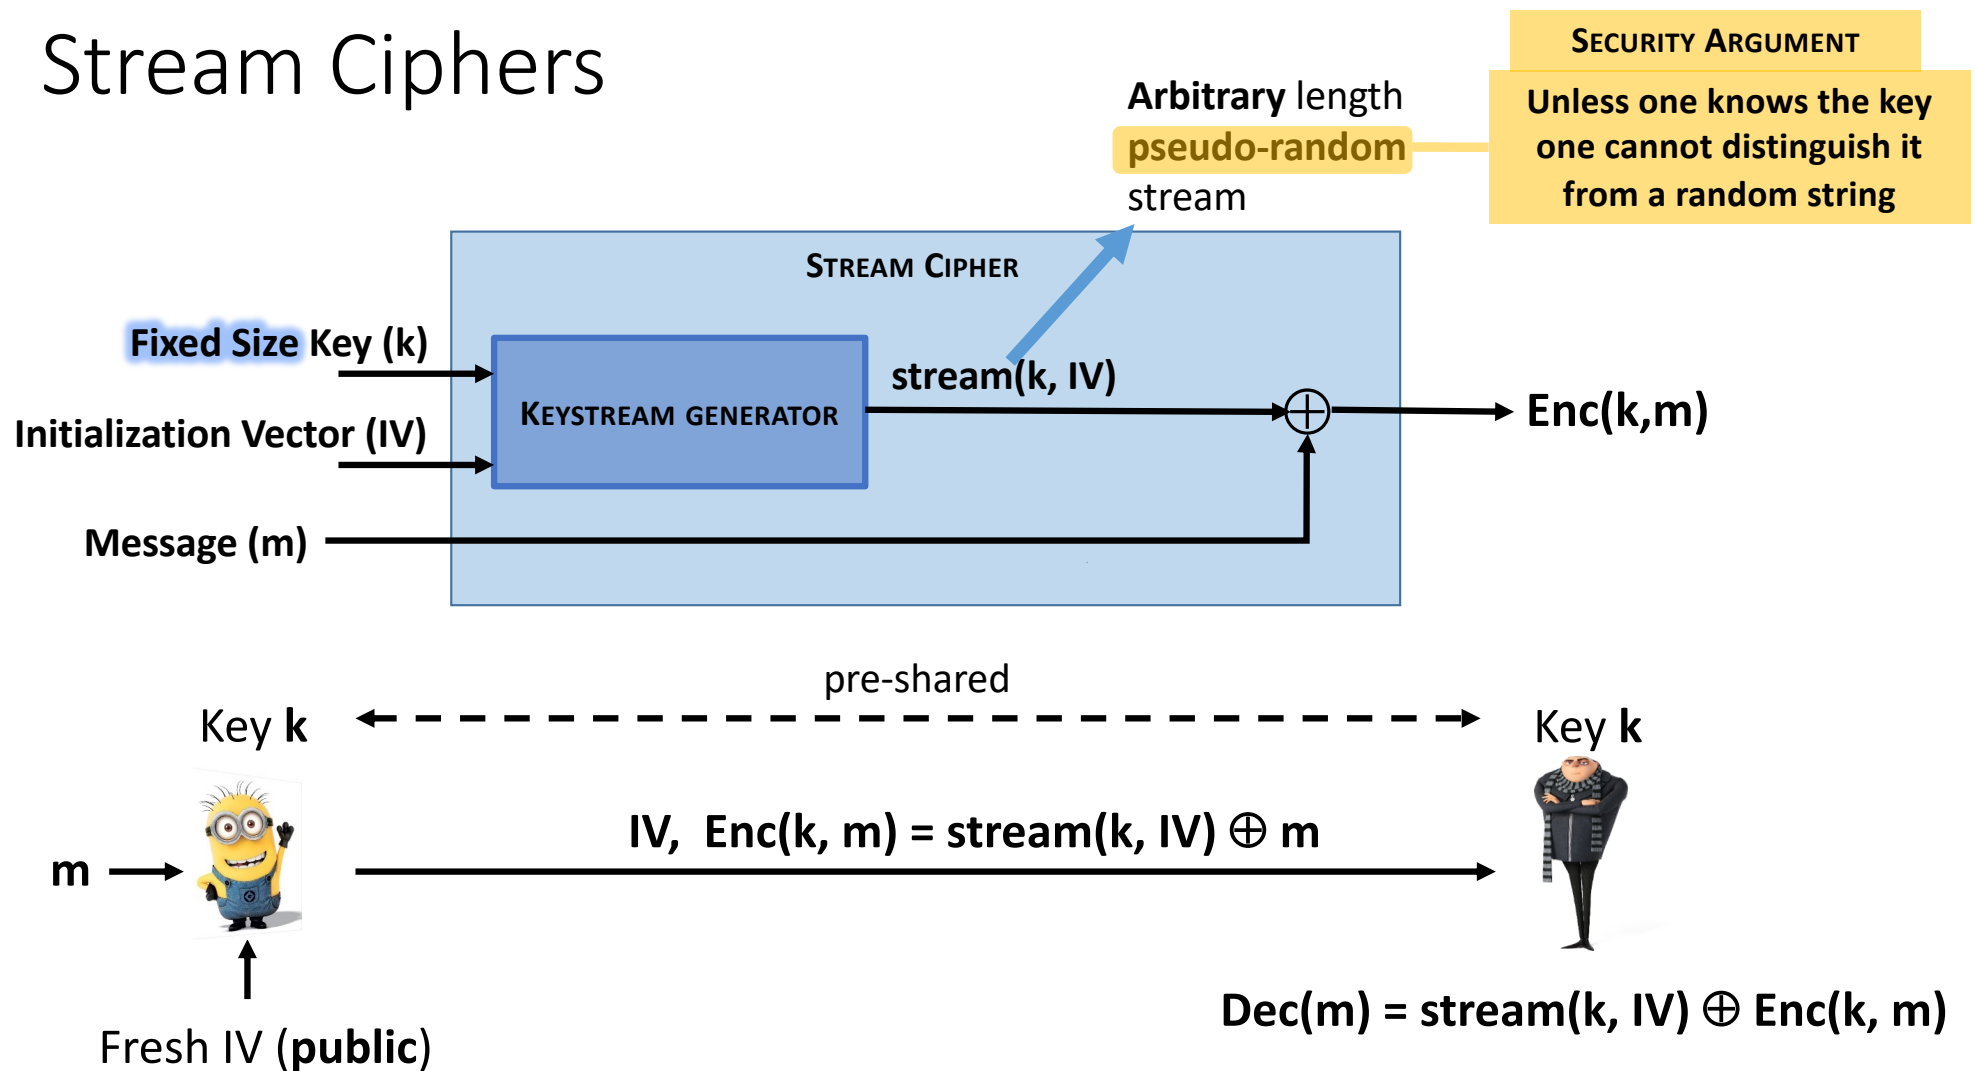 Stream Ciphers
SECURITY ARGUMENT
Unless one knows the key
one cannot distinguish it
from a random string
Arbitrary length
pseudo-random
stream
STREAM CIPHER
Fixed Size Key (k)
Initialization Vector (IV)
KEYSTREAM GENERATOR
stream(k, IV)
Enc(k,m)
Message (m)
pre-shared
Key k
Key k
m
IV, Enc(k, m) = stream(k, IV) ⊕ m
Fresh IV (public)
Dec(m) = stream(k, IV) ⊕ Enc(k, m)